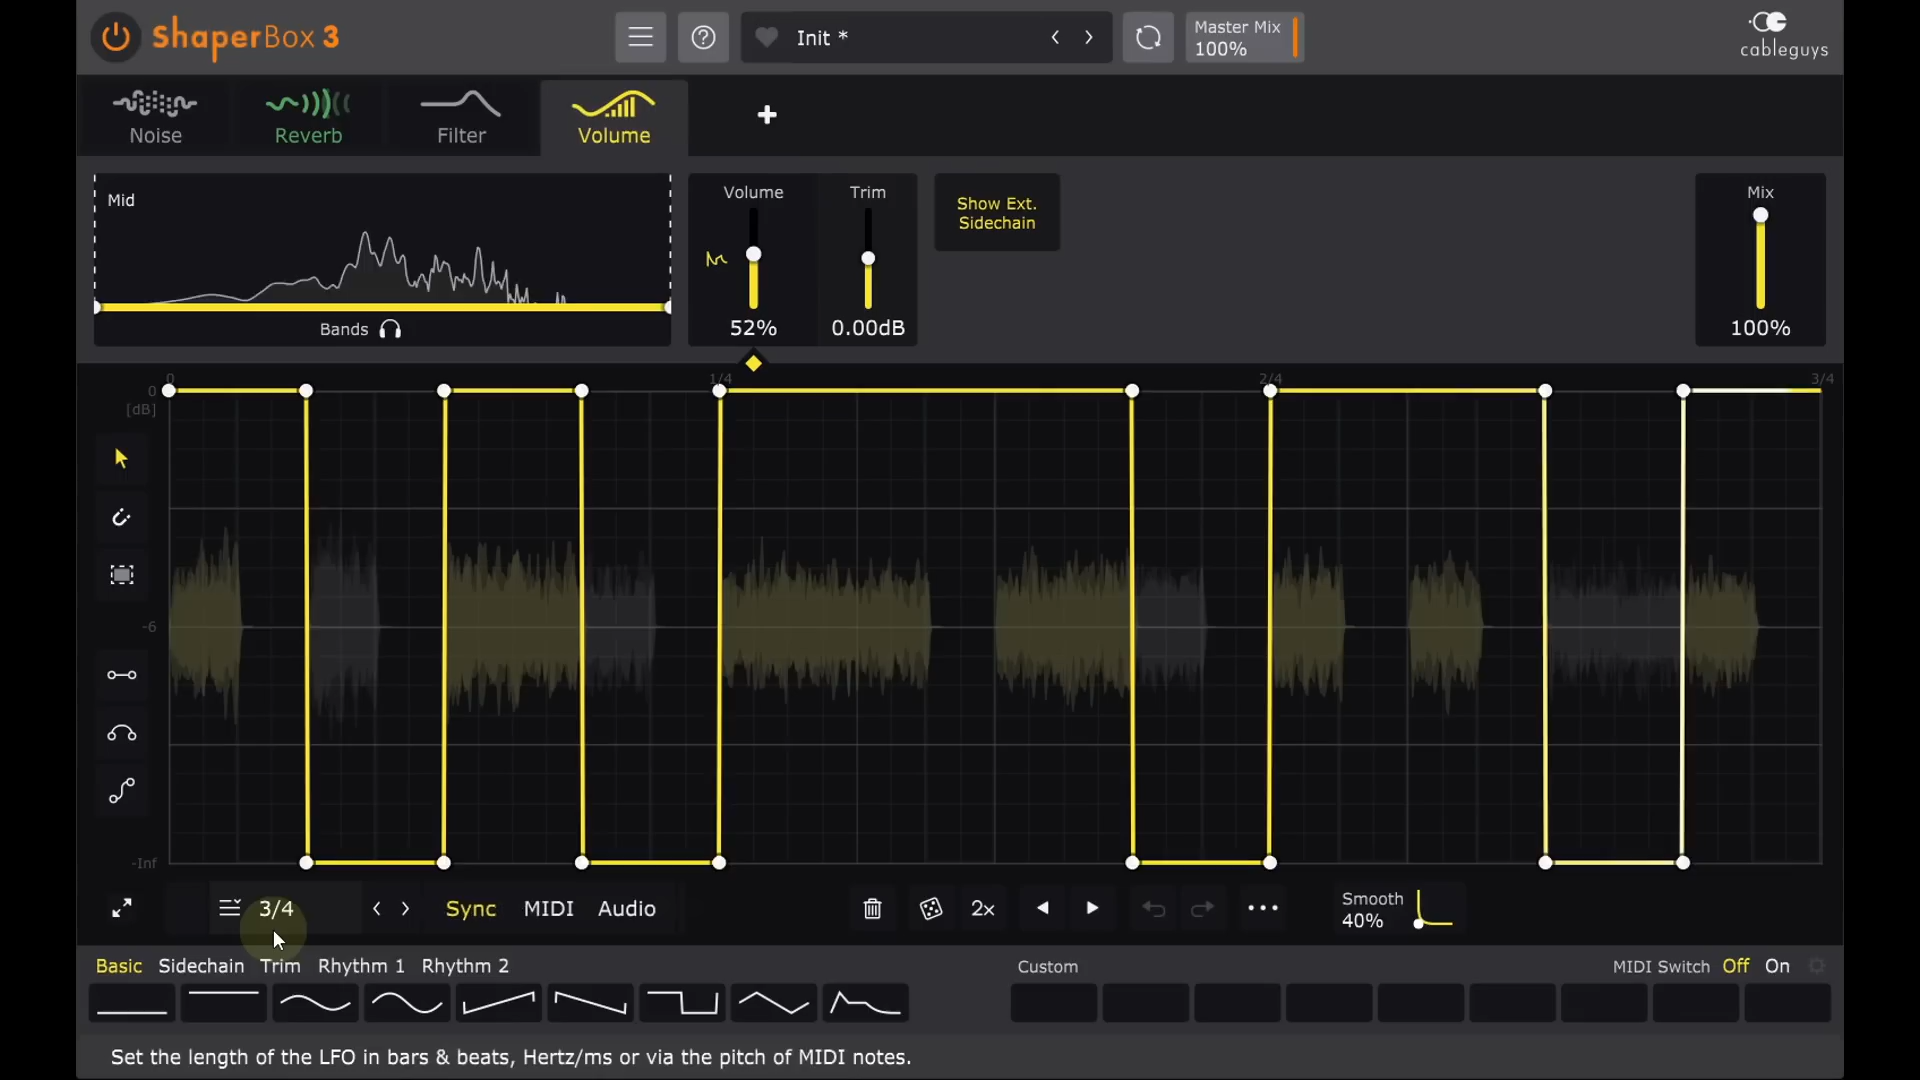 ShaperBox 3
Init *
Master Mix
100%
cableguys
Noise
Reverb
Filter
Volume
Mid
Bands
Volume
52%
Trim
0.00dB
Show Ext.
Sidechain
Mix
100%
0
1/4
2/4
3/4
0
[dB]
-6
-Inf
3/4
Sync
MIDI
Audio
2x
Smooth
40%
Basic
Sidechain
Trim
Rhythm 1
Rhythm 2
Custom
MIDI Switch
Off
On
Set the length of the LFO in bars & beats, Hertz/ms or via the pitch of MIDI notes.